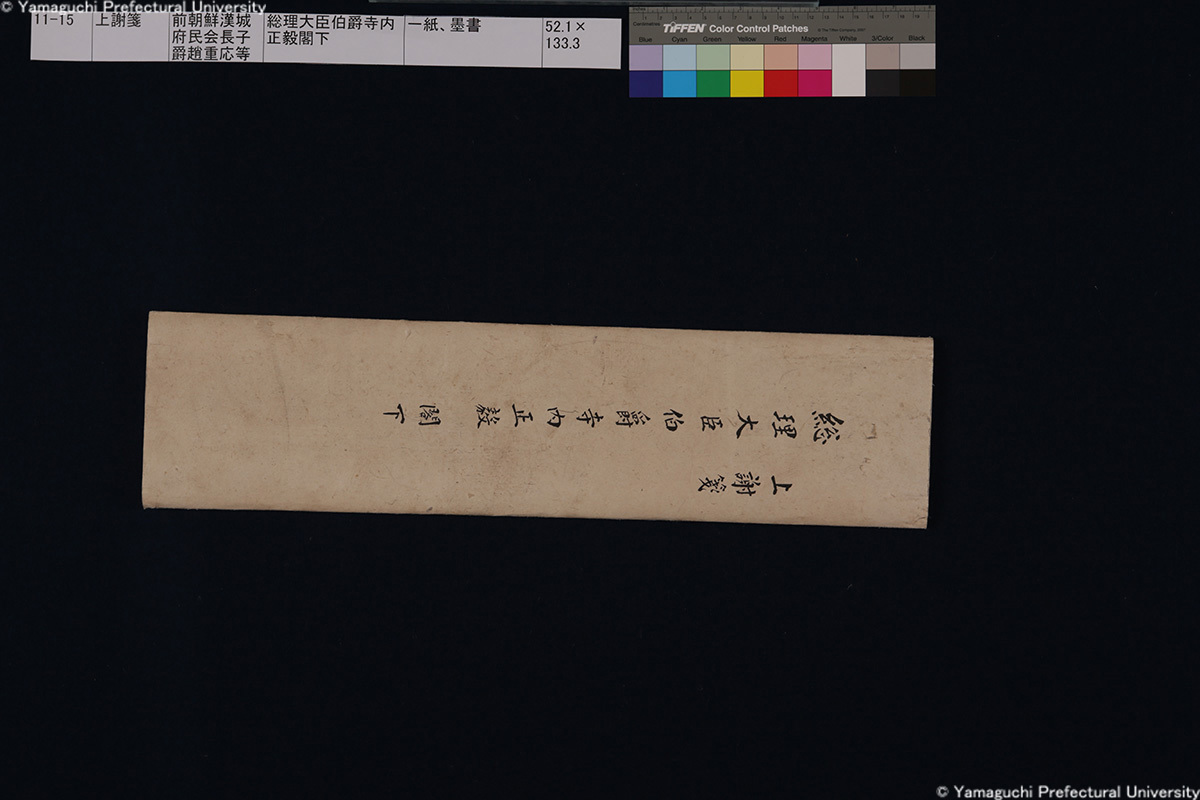 © Yamaguchi Prefectural University
11-15
上謝箋
前朝鮮漢城
府民会長子
爵趙重応等
総理大臣伯爵寺内
正毅閣下
一紙、墨書
52.1×
133.3
TIFFEN Color Control Patches
Blue Cyan Green Yellow Red Magenta White 3/Color Black
総理大臣伯爵寺内正毅閣下
上謝箋
© Yamaguchi Prefectural University